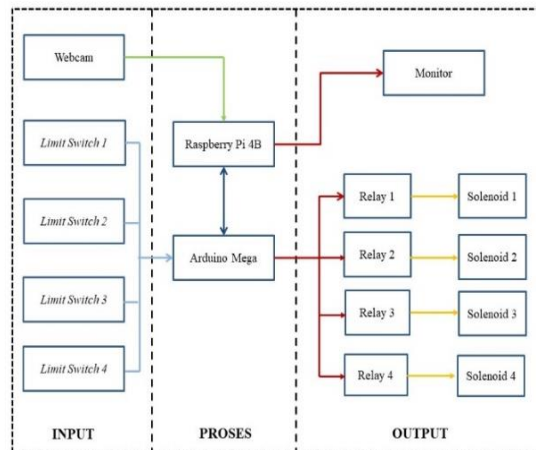 Webcam
Monitor
Limit Switch 1
Raspberry Pi 4B
Limit Switch 2
Relay 1
Solenoid 1
Arduino Mega
Relay 2
Solenoid 2
Limit Switch 3
Relay 3
Solenoid 3
Limit Switch 4
Relay 4
Solenoid 4
INPUT
PROSES
OUTPUT